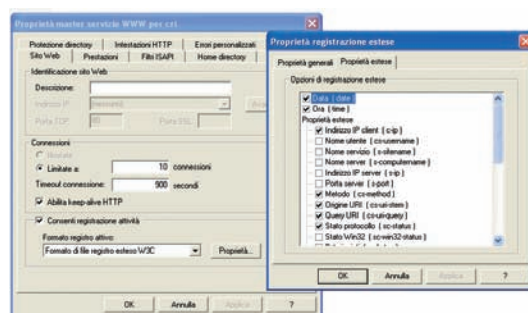 Proprietà master servizio WWW per cri
Protezione directory Intestazioni HTTP Errori personalizzati
Sito Web Prestazioni Filtri ISAPI Home directory
Identificazione sito Web
Descrizione:
Indirizzo IP:
Porta TCP: 80 Porta SSL:
Connessioni
Illimitate
Limitate a: 10 connessioni
Timeout connessione: 900 secondi
Abilita keep-alive HTTP
Consenti registrazione attività
Formato registro attivo:
Formato di file registro esteso W3C Proprietà...
OK Annulla Applica ?
Proprietà registrazione estese
Proprietà generali Proprietà estese
Opzioni di registrazione estese
Data ( date )
Ora ( time )
Proprietà estese
Indirizzo IP client ( c-ip )
Nome utente ( cs-username )
Nome servizio ( s-sitename )
Nome server ( s-computername )
Indirizzo IP server ( s-ip )
Porta server ( s-port )
Metodo ( cs-method )
Origine URI ( cs-uri-stem )
Query URI ( cs-uri-query )
Stato protocollo ( sc-status )
Stato Win32 ( sc-win32-status )
OK Annulla Applica ?